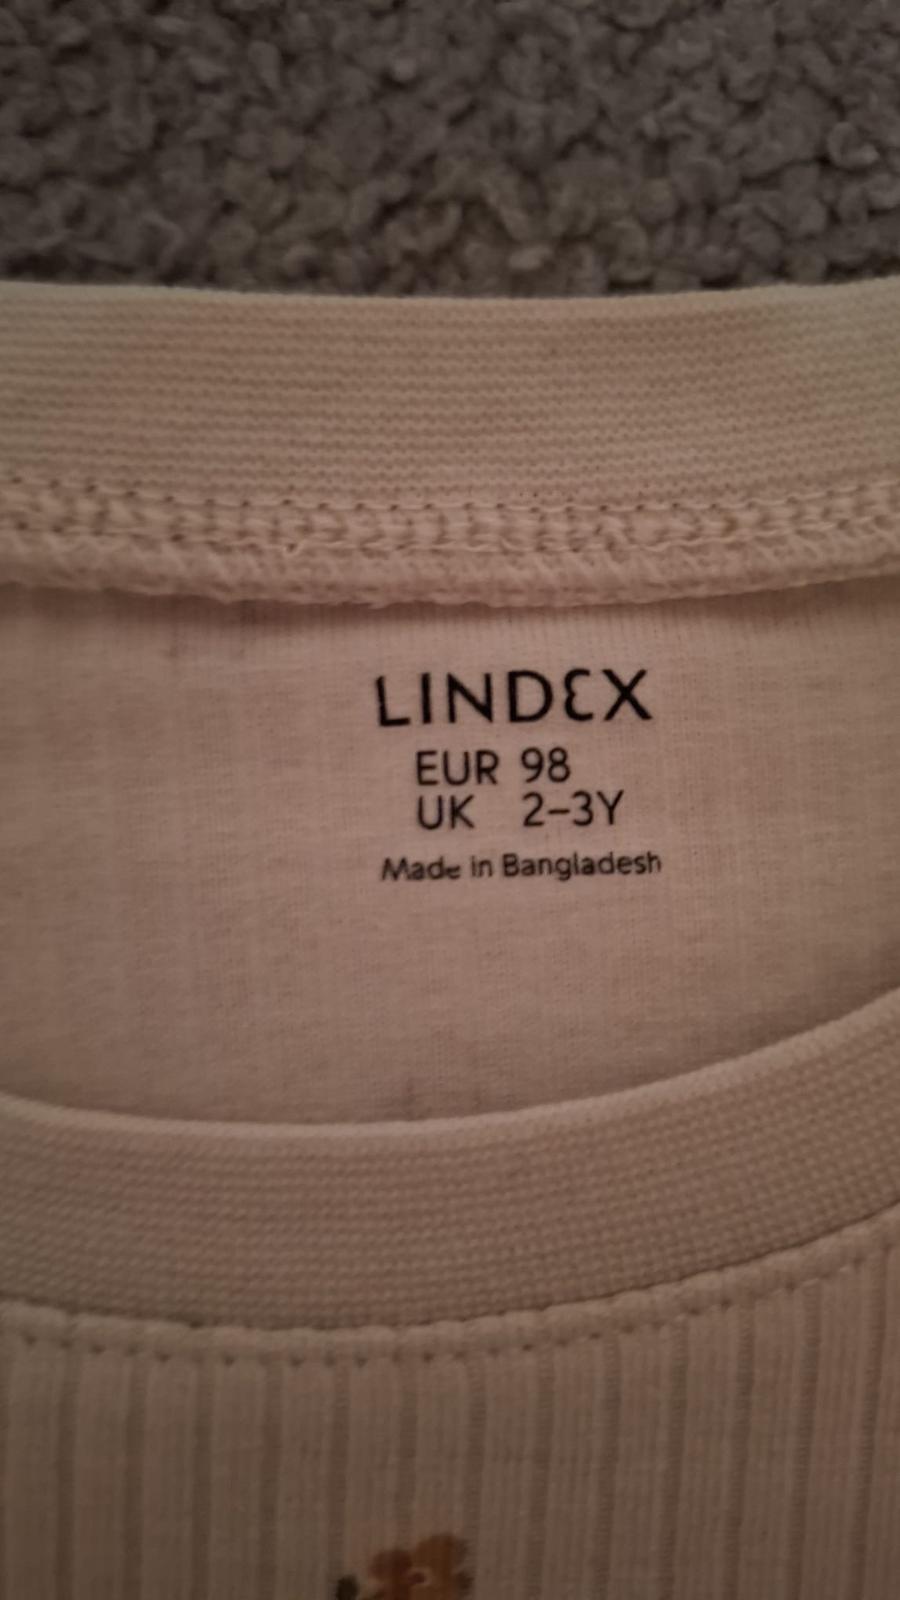 LINDEX
EUR 98
UK 2–3Y
Made in Bangladesh